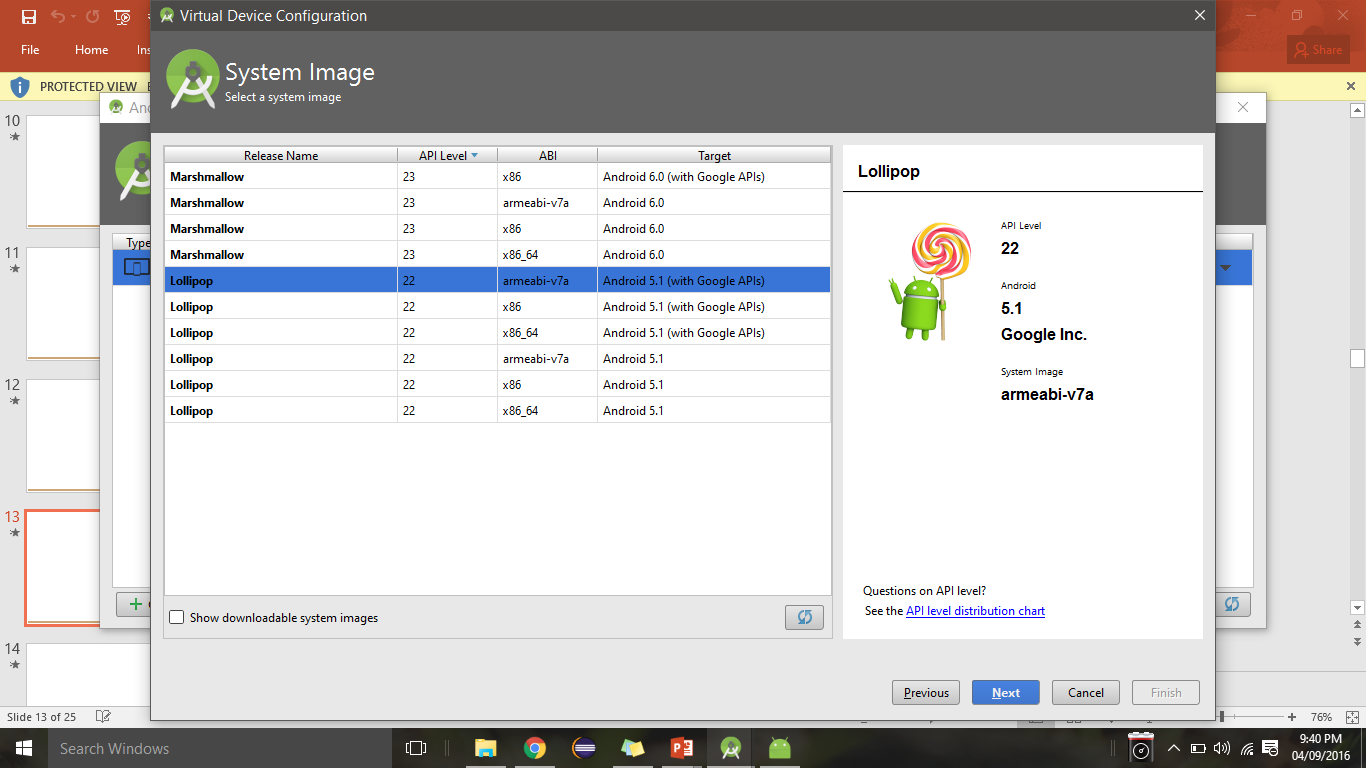 Virtual Device Configuration
File Home Ins
Share
System Image
Select a system image
PROTECTED VIEW
10
11
12
13
14
Type
Release Name API Level ABI Target
Marshmallow 23 x86 Android 6.0 (with Google APIs)
Marshmallow 23 armeabi-v7a Android 6.0
Marshmallow 23 x86 Android 6.0
Marshmallow 23 x86_64 Android 6.0
Lollipop 22 armeabi-v7a Android 5.1 (with Google APIs)
Lollipop 22 x86 Android 5.1 (with Google APIs)
Lollipop 22 x86_64 Android 5.1 (with Google APIs)
Lollipop 22 armeabi-v7a Android 5.1
Lollipop 22 x86 Android 5.1
Lollipop 22 x86_64 Android 5.1
Show downloadable system images
Lollipop
API Level
22
Android
5.1
Google Inc.
System Image
armeabi-v7a
Questions on API level?
See the API level distribution chart
Previous Next Cancel Finish
Slide 13 of 25
76%
Search Windows
9:40 PM
04/09/2016